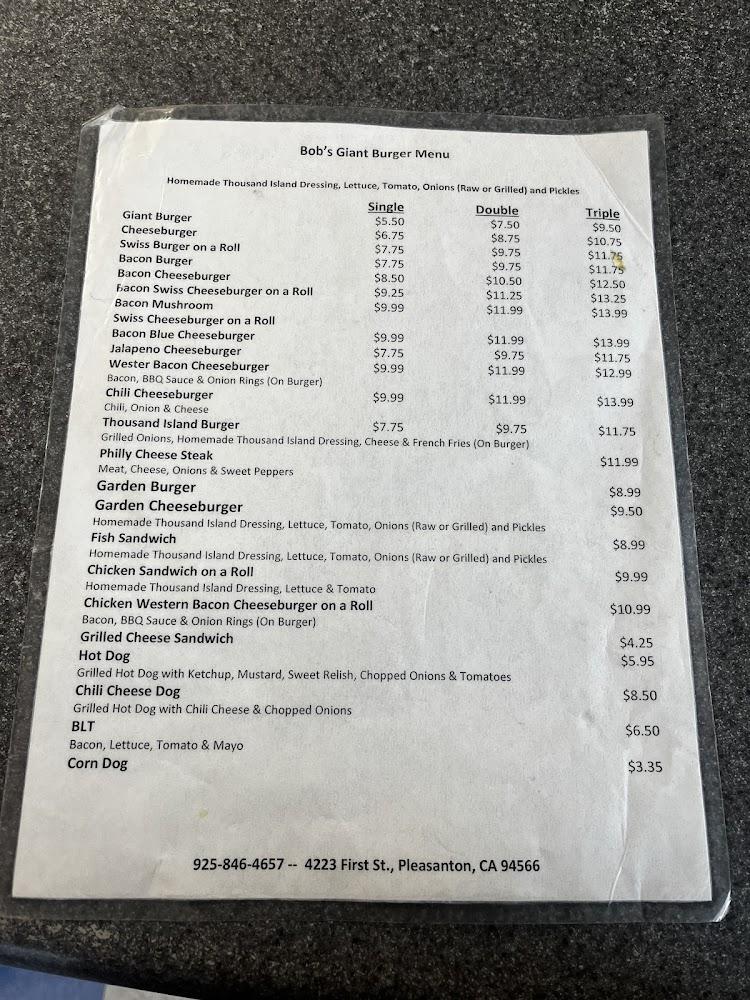 Bob's Giant Burger Menu
Homemade Thousand Island Dressing, Lettuce, Tomato, Onions (Raw or Grilled) and Pickles
Single Double Triple
Giant Burger $5.50 $7.50 $9.50
Cheeseburger $6.75 $8.75 $10.75
Swiss Burger on a Roll $7.75 $9.75 $11.75
Bacon Burger $7.75 $9.75 $11.75
Bacon Cheeseburger $8.50 $10.50 $12.50
Bacon Swiss Cheeseburger on a Roll $9.25 $11.25 $13.25
Bacon Mushroom $9.99 $11.99 $13.99
Swiss Cheeseburger on a Roll
Bacon Blue Cheeseburger $9.99 $11.99 $13.99
Jalapeno Cheeseburger $7.75 $9.75 $11.75
Wester Bacon Cheeseburger $9.99 $11.99 $12.99
Bacon, BBQ Sauce & Onion Rings (On Burger)
Chili Cheeseburger $9.99 $11.99 $13.99
Chili, Onion & Cheese
Thousand Island Burger $7.75 $9.75 $11.75
Grilled Onions, Homemade Thousand Island Dressing, Cheese & French Fries (On Burger)
Philly Cheese Steak $11.99
Meat, Cheese, Onions & Sweet Peppers
Garden Burger $8.99
Garden Cheeseburger $9.50
Homemade Thousand Island Dressing, Lettuce, Tomato, Onions (Raw or Grilled) and Pickles
Fish Sandwich $8.99
Homemade Thousand Island Dressing, Lettuce, Tomato, Onions (Raw or Grilled) and Pickles
Chicken Sandwich on a Roll $9.99
Homemade Thousand Island Dressing, Lettuce & Tomato
Chicken Western Bacon Cheeseburger on a Roll $10.99
Bacon, BBQ Sauce & Onion Rings (On Burger)
Grilled Cheese Sandwich $4.25
Hot Dog $5.95
Grilled Hot Dog with Ketchup, Mustard, Sweet Relish, Chopped Onions & Tomatoes
Chili Cheese Dog $8.50
Grilled Hot Dog with Chili Cheese & Chopped Onions
BLT $6.50
Bacon, Lettuce, Tomato & Mayo
Corn Dog $3.35
925-846-4657 -- 4223 First St., Pleasanton, CA 94566